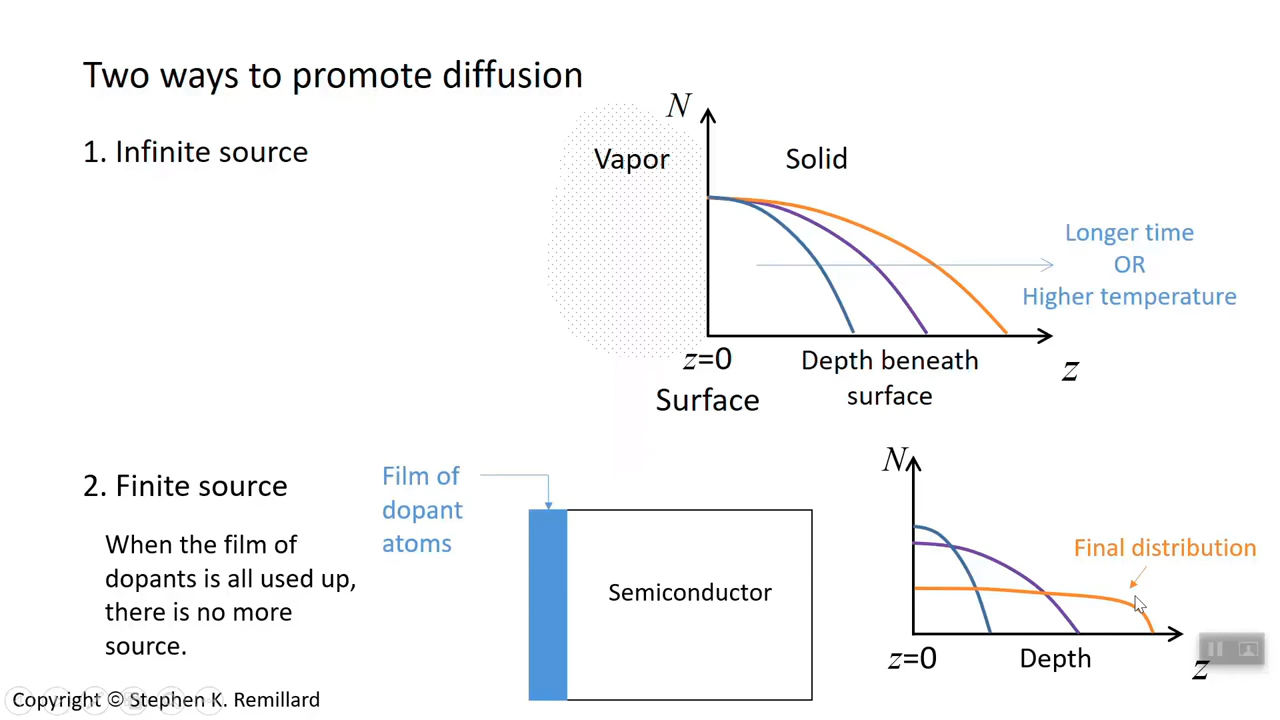 Two ways to promote diffusion
1. Infinite source
N
Vapor
Solid
Longer time
OR
Higher temperature
z=0
Surface
Depth beneath
surface
z
2. Finite source
When the film of
dopants is all used up,
there is no more
source.
Film of
dopant
atoms
Semiconductor
N
Final distribution
z=0
Depth
z
Copyright © Stephen K. Remillard